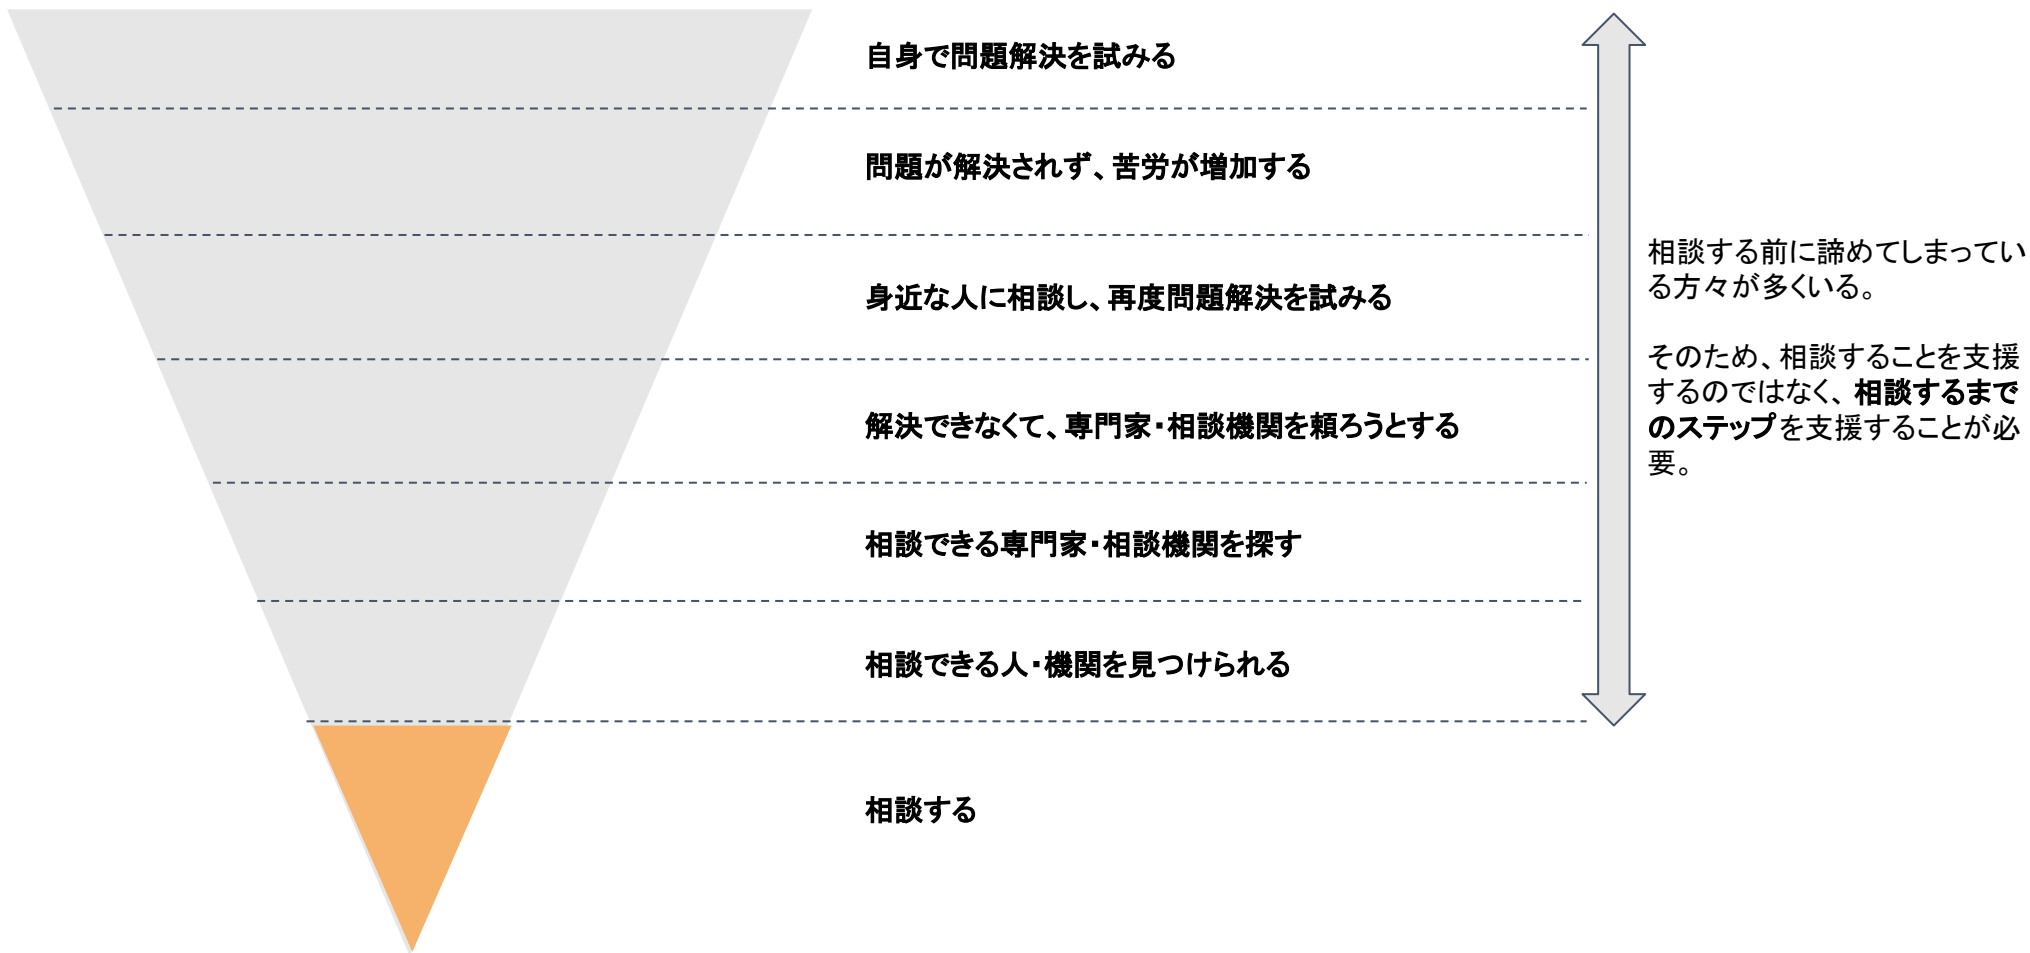 自身で問題解決を試みる
問題が解決されず、苦労が増加する
身近な人に相談し、再度問題解決を試みる
解決できなくて、専門家・相談機関を頼ろうとする
相談できる専門家・相談機関を探す
相談できる人・機関を見つけられる
相談する
相談する前に諦めてしまってい
る方々が多くいる。
そのため、相談することを支援
するのではなく、相談するまで
のステップを支援することが必
要。